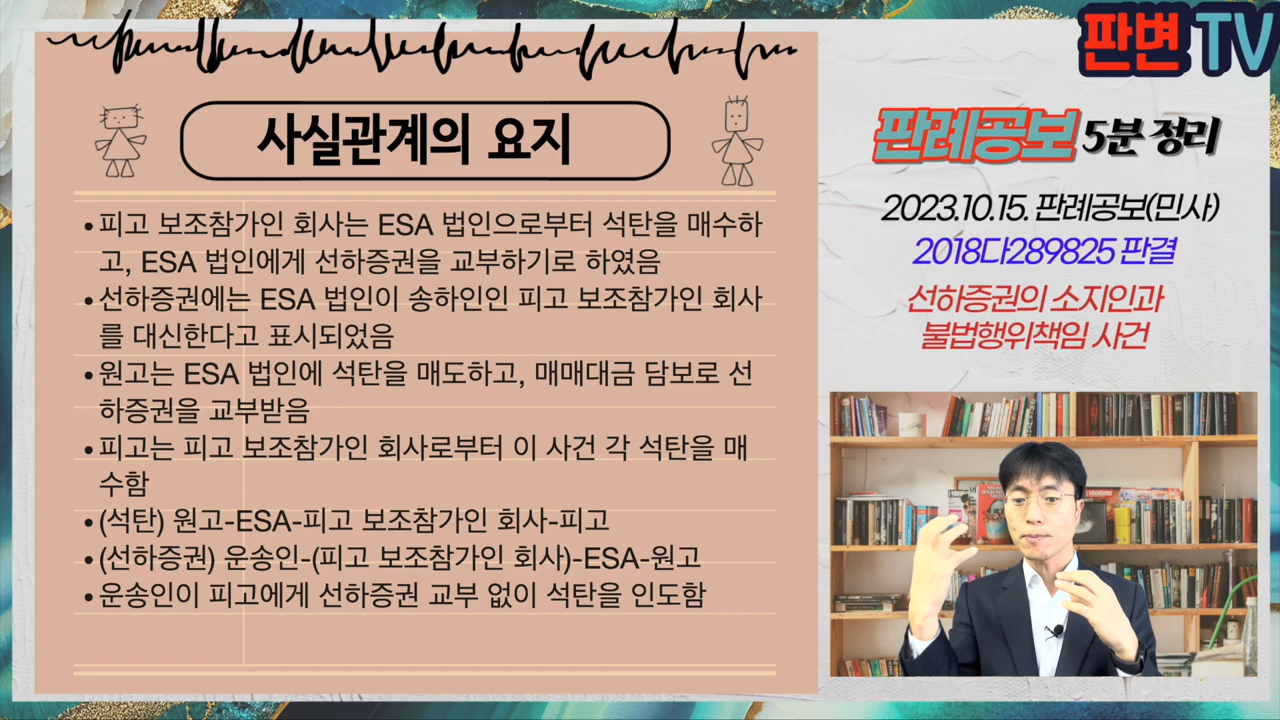 판변 TV
사실관계의 요지
• 피고 보조참가인 회사는 ESA 법인으로부터 석탄을 매수하
고, ESA 법인에게 선하증권을 교부하기로 하였음
• 선하증권에는 ESA 법인이 송하인인 피고 보조참가인 회사
를 대신한다고 표시되었음
• 원고는 ESA 법인에 석탄을 매도하고, 매매대금 담보로 선
하증권을 교부받음
• 피고는 피고 보조참가인 회사로부터 이 사건 각 석탄을 매
수함
• (석탄) 원고-ESA-피고 보조참가인 회사-피고
• (선하증권) 운송인-(피고 보조참가인 회사)-ESA-원고
• 운송인이 피고에게 선하증권 교부 없이 석탄을 인도함
판례공보 5분 정리
2023.10.15. 판례공보(민사)
2018다289825 판결
선하증권의 소지인과
불법행위책임 사건